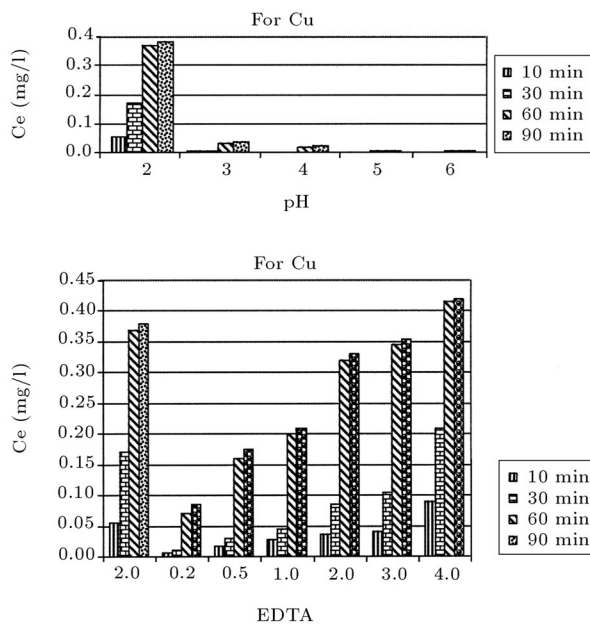 For Cu
Ce (mg/l)
0.4
0.3
0.2
0.1
0.0
2 3 4 5 6
pH
10 min
30 min
60 min
90 min
For Cu
Ce (mg/l)
0.45
0.40
0.35
0.30
0.25
0.20
0.15
0.10
0.05
0.00
2.0 0.2 0.5 1.0 2.0 3.0 4.0
EDTA
10 min
30 min
60 min
90 min